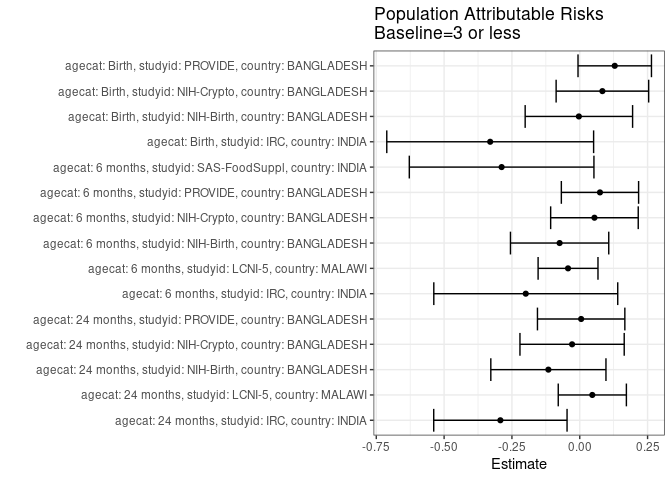 Population Attributable Risks
Baseline=3 or less
agecat: Birth, studyid: PROVIDE, country: BANGLADESH
agecat: Birth, studyid: NIH-Crypto, country: BANGLADESH
agecat: Birth, studyid: NIH-Birth, country: BANGLADESH
agecat: Birth, studyid: IRC, country: INDIA
agecat: 6 months, studyid: SAS-FoodSuppl, country: INDIA
agecat: 6 months, studyid: PROVIDE, country: BANGLADESH
agecat: 6 months, studyid: NIH-Crypto, country: BANGLADESH
agecat: 6 months, studyid: NIH-Birth, country: BANGLADESH
agecat: 6 months, studyid: LCNI-5, country: MALAWI
agecat: 6 months, studyid: IRC, country: INDIA
agecat: 24 months, studyid: PROVIDE, country: BANGLADESH
agecat: 24 months, studyid: NIH-Crypto, country: BANGLADESH
agecat: 24 months, studyid: NIH-Birth, country: BANGLADESH
agecat: 24 months, studyid: LCNI-5, country: MALAWI
agecat: 24 months, studyid: IRC, country: INDIA
-0.75 -0.50 -0.25 0.00 0.25
Estimate